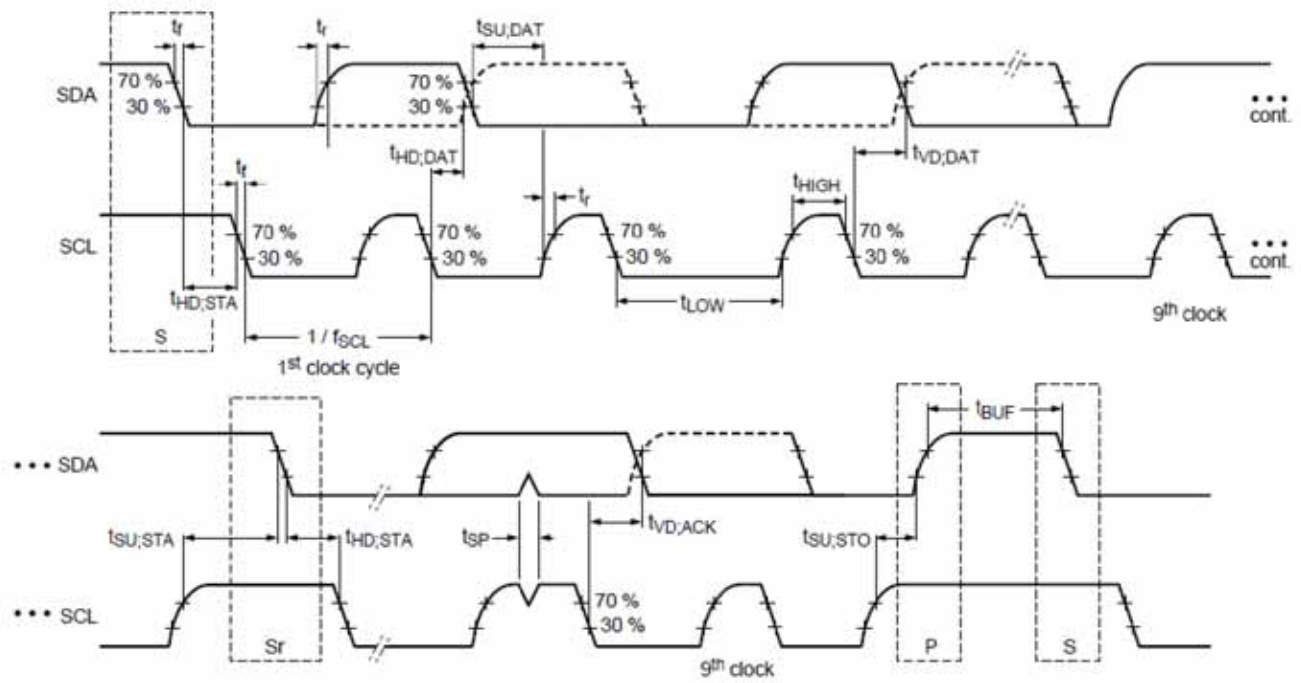 tf
tr
tSU;DAT
70 %
30 %
70 %
30 %
SDA
cont.
tHD;DAT
tVD;DAT
tf
tr
tHIGH
70 %
30 %
70 %
30 %
70 %
30 %
70 %
30 %
SCL
cont.
tHD;STA
tLOW
9th clock
S
1 / fSCL
1st clock cycle
tBUF
SDA
tSU;STA
tHD;STA
tSP
tVD;ACK
tSU;STO
70 %
30 %
SCL
Sr
P
S
9th clock